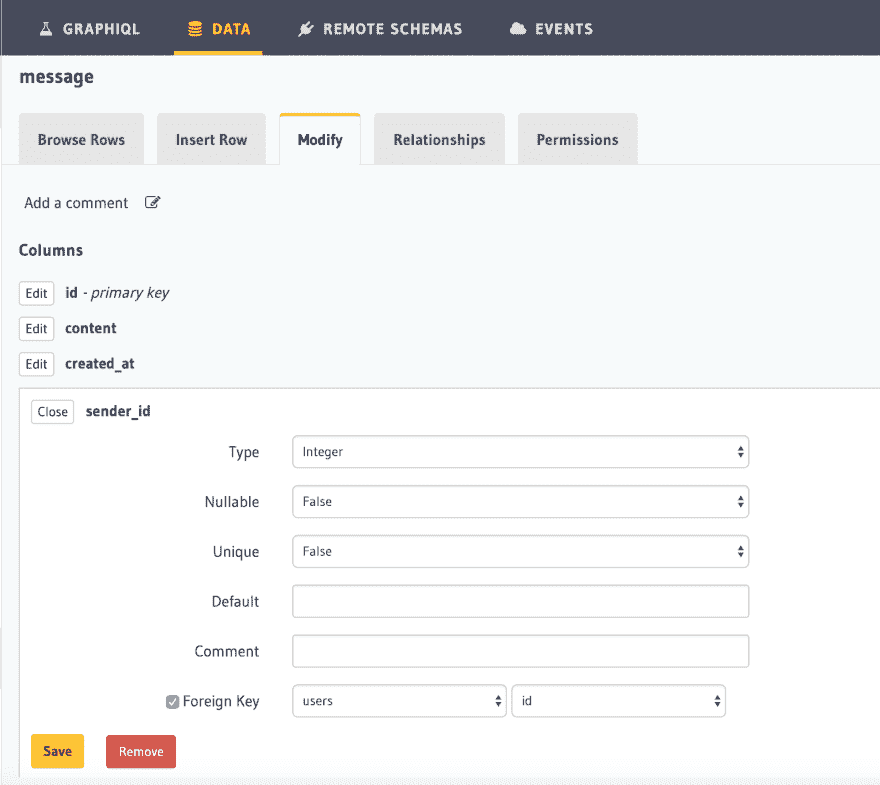 GRAPHIQL DATA REMOTE SCHEMAS EVENTS
message
Browse Rows Insert Row Modify Relationships Permissions
Add a comment
Columns
Edit id - primary key
Edit content
Edit created_at
Close sender_id
Type Integer
Nullable False
Unique False
Default
Comment
Foreign Key users id
Save Remove